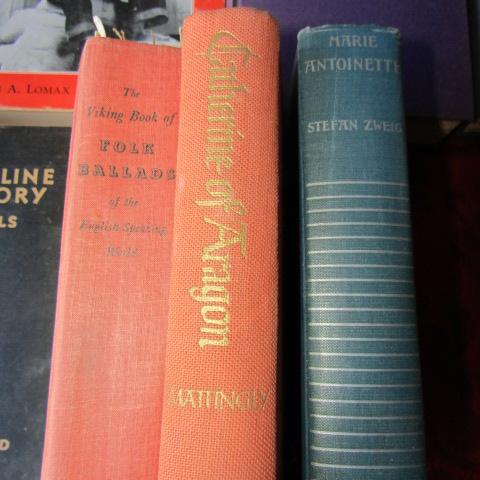 A. LOMAX
LINE
ORY
LS
D
The
Viking Book of
FOLK
BALLADS
of the
English-Speaking
World
Catherine of Aragon
MATTINGLY
MARIE
ANTOINETTE
STEFAN ZWEIG